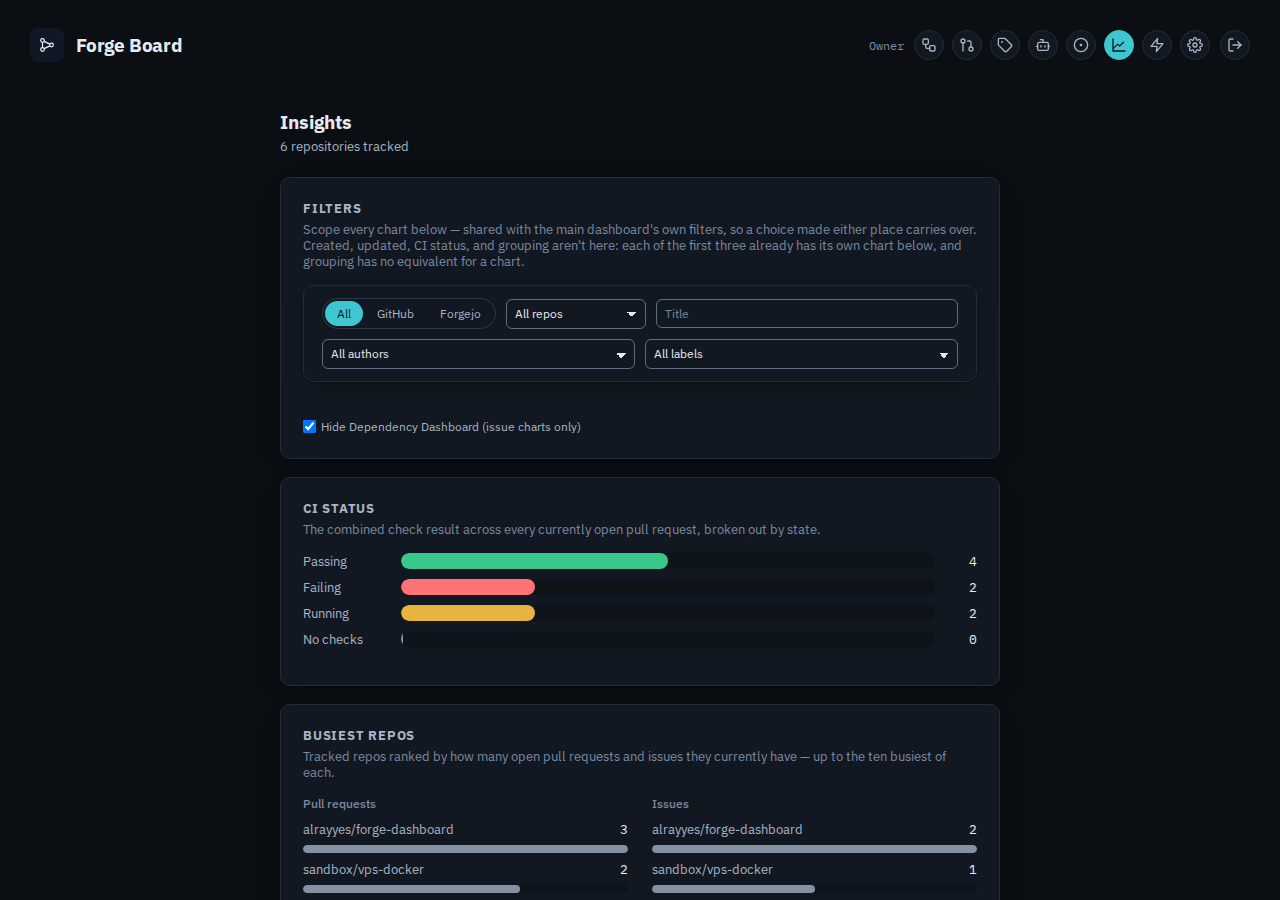 Forge Board
Owner
Insights
6 repositories tracked
FILTERS
Scope every chart below — shared with the main dashboard's own filters, so a choice made either place carries over.
Created, updated, CI status, and grouping aren't here: each of the first three already has its own chart below, and
grouping has no equivalent for a chart.
All GitHub Forgejo All repos Title
All authors All labels
Hide Dependency Dashboard (issue charts only)
CI STATUS
The combined check result across every currently open pull request, broken out by state.
Passing 4
Failing 2
Running 2
No checks 0
BUSIEST REPOS
Tracked repos ranked by how many open pull requests and issues they currently have — up to the ten busiest of
each.
Pull requests Issues
alrayyes/forge-dashboard 3 alrayyes/forge-dashboard 2
sandbox/vps-docker 2 sandbox/vps-docker 1